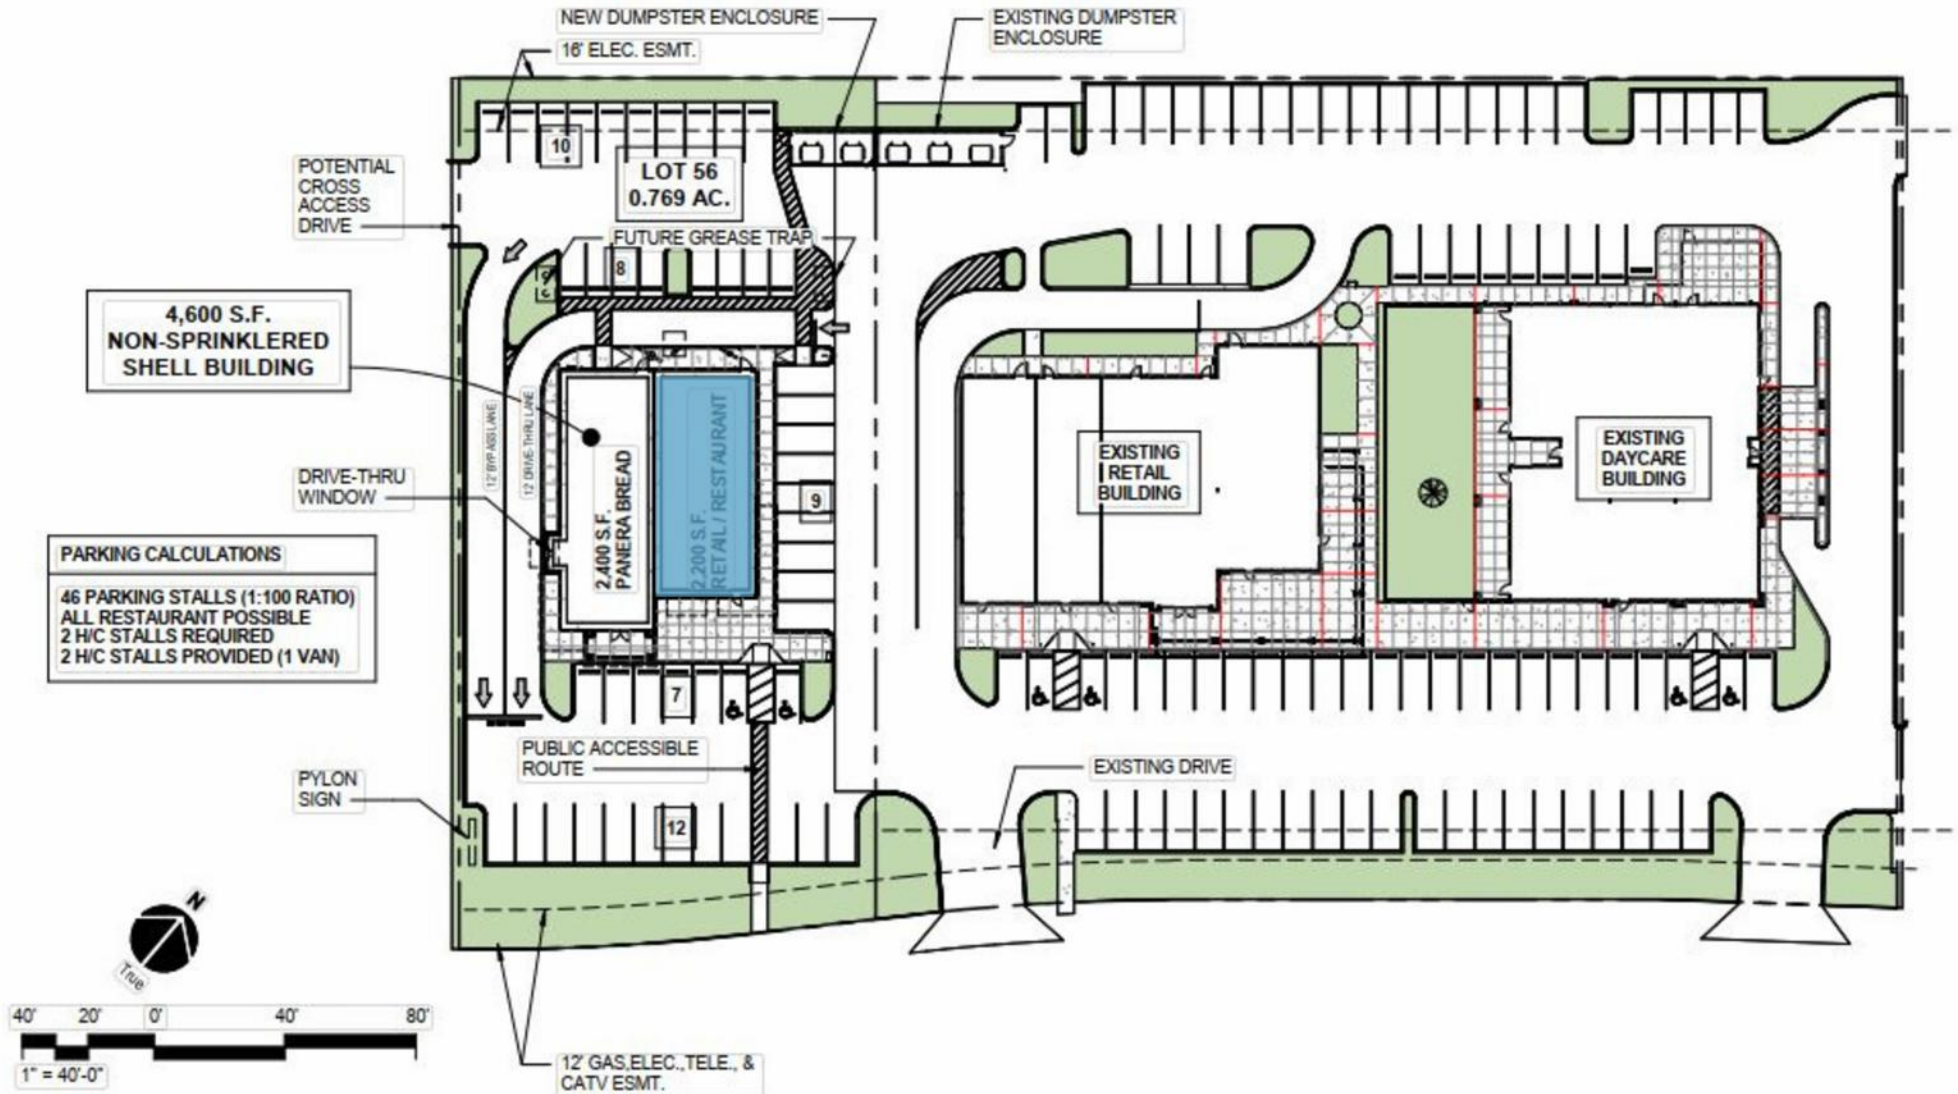 NEW DUMPSTER ENCLOSURE
16' ELEC. ESMT.
EXISTING DUMPSTER
ENCLOSURE
POTENTIAL
CROSS
ACCESS
DRIVE
10
LOT 56
0.769 AC.
FUTURE GREASE TRAP
8
4,600 S.F.
NON-SPRINKLERED
SHELL BUILDING
12' BYPASS LANE
12' DRIVE-THRU LANE
2,400 S.F.
PANERA BREAD
2,200 S.F.
RETAIL / RESTAURANT
9
EXISTING
RETAIL
BUILDING
EXISTING
DAYCARE
BUILDING
DRIVE-THRU
WINDOW
PARKING CALCULATIONS
46 PARKING STALLS (1:100 RATIO)
ALL RESTAURANT POSSIBLE
2 H/C STALLS REQUIRED
2 H/C STALLS PROVIDED (1 VAN)
7
PUBLIC ACCESSIBLE
ROUTE
EXISTING DRIVE
PYLON
SIGN
12
N
True
40' 20' 0' 40' 80'
1" = 40'-0"
12' GAS,ELEC.,TELE., &
CATV ESMT.